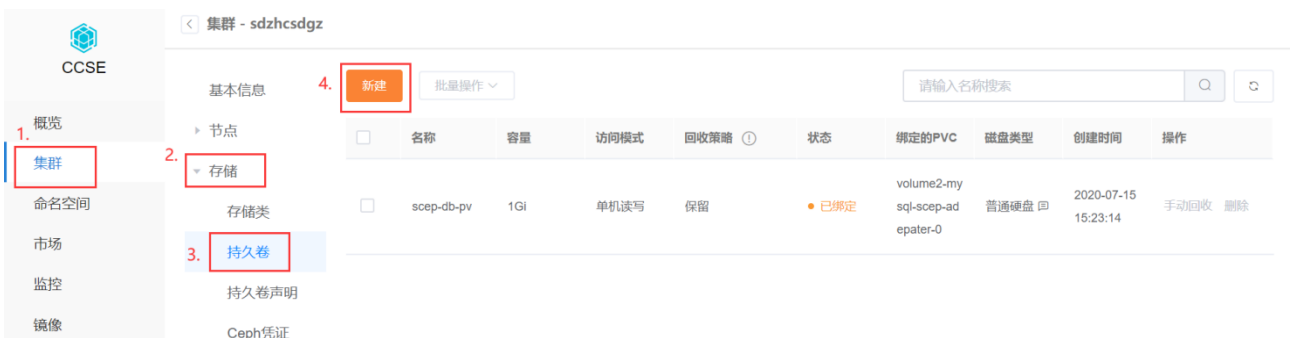 集群 - sdzhcsdgz
CCSE
概览
1.
集群
命名空间
市场
监控
镜像
基本信息
节点
2.
存储
存储类
3.
持久卷
持久卷声明
Ceph凭证
4.
新建
批量操作
请输入名称搜索
名称 容量 访问模式 回收策略 状态 绑定的PVC 磁盘类型 创建时间 操作
scep-db-pv 1Gi 单机读写 保留 已绑定 volume2-my 普通硬盘 2020-07-15 手动回收 删除
sql-scep-ad 15:23:14
epater-0